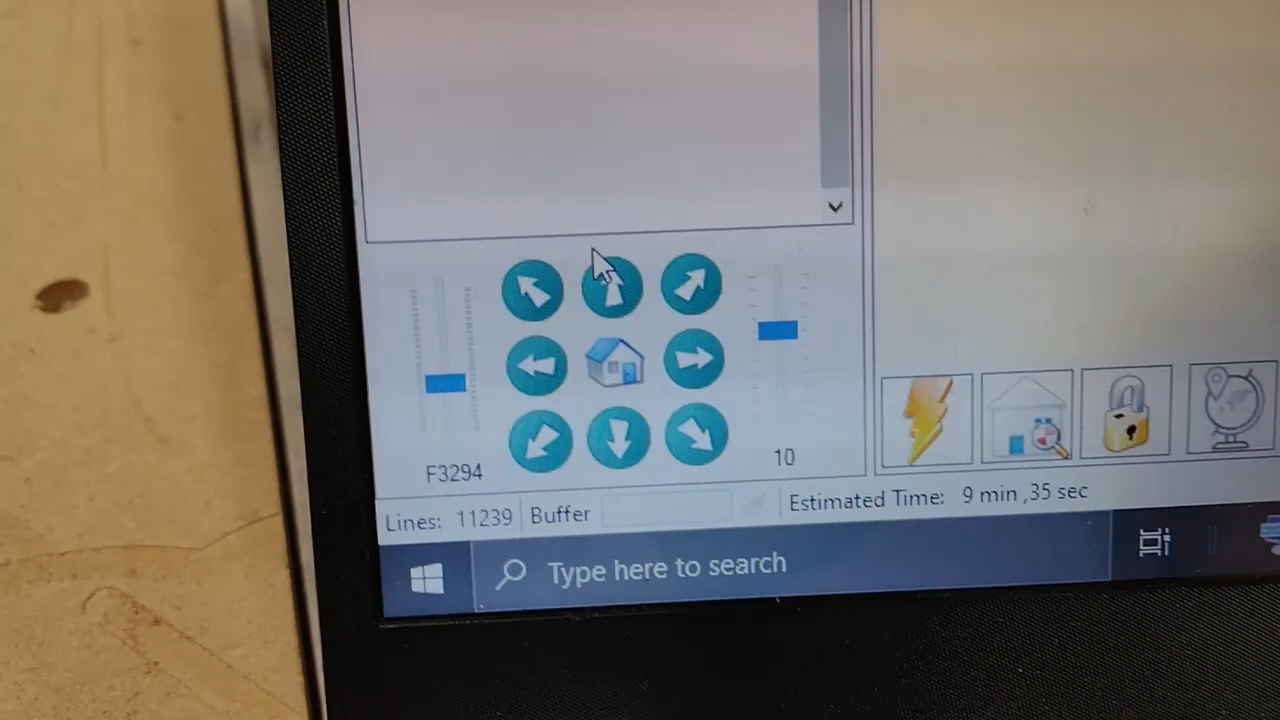 F3294
10
Lines: 11239 Buffer Estimated Time: 9 min ,35 sec
Type here to search